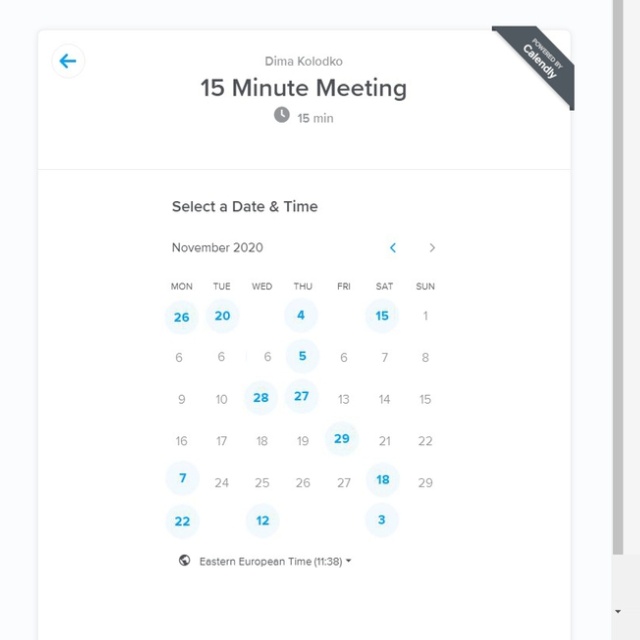 POWERED BY
Calendly
Dima Kolodko
15 Minute Meeting
15 min
Select a Date & Time
November 2020
MON TUE WED THU FRI SAT SUN
26 20 4 15 1
6 6 6 5 6 7 8
9 10 28 27 13 14 15
16 17 18 19 29 21 22
7 24 25 26 27 18 29
22 12 3
Eastern European Time (11:38)